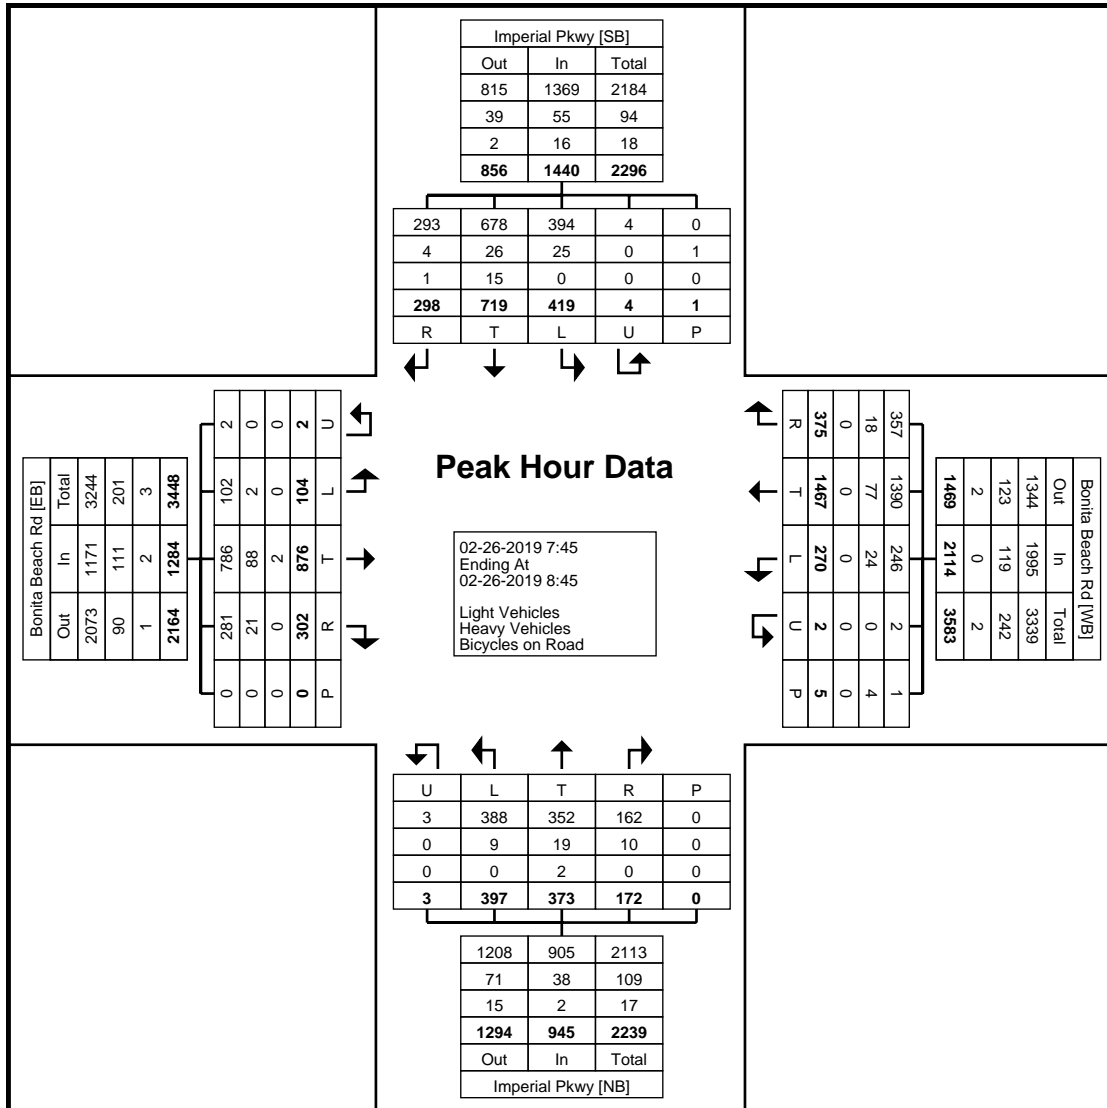 Imperial Pkwy [SB]
Out In Total
815 1369 2184
39 55 94
2 16 18
856 1440 2296
293 678 394 4 0
4 26 25 0 1
1 15 0 0 0
298 719 419 4 1
R T L U P
Bonita Beach Rd [EB]
Total In Out
3244 1171 2073
201 111 90
3 2 1
3448 1284 2164
2 102 786 281 0
0 2 88 21 0
0 0 2 0 0
2 104 876 302 0
U L T R P
Peak Hour Data
02-26-2019 7:45
Ending At
02-26-2019 8:45
Light Vehicles
Heavy Vehicles
Bicycles on Road
R T L U P
375 1467 270 2 5
0 0 0 0 0
18 77 24 0 4
357 1390 246 2 1
Bonita Beach Rd [WB]
Out In Total
1344 1995 3339
123 119 242
2 0 2
1469 2114 3583
U L T R P
3 388 352 162 0
0 9 19 10 0
0 0 2 0 0
3 397 373 172 0
1208 905 2113
71 38 109
15 2 17
1294 945 2239
Out In Total
Imperial Pkwy [NB]